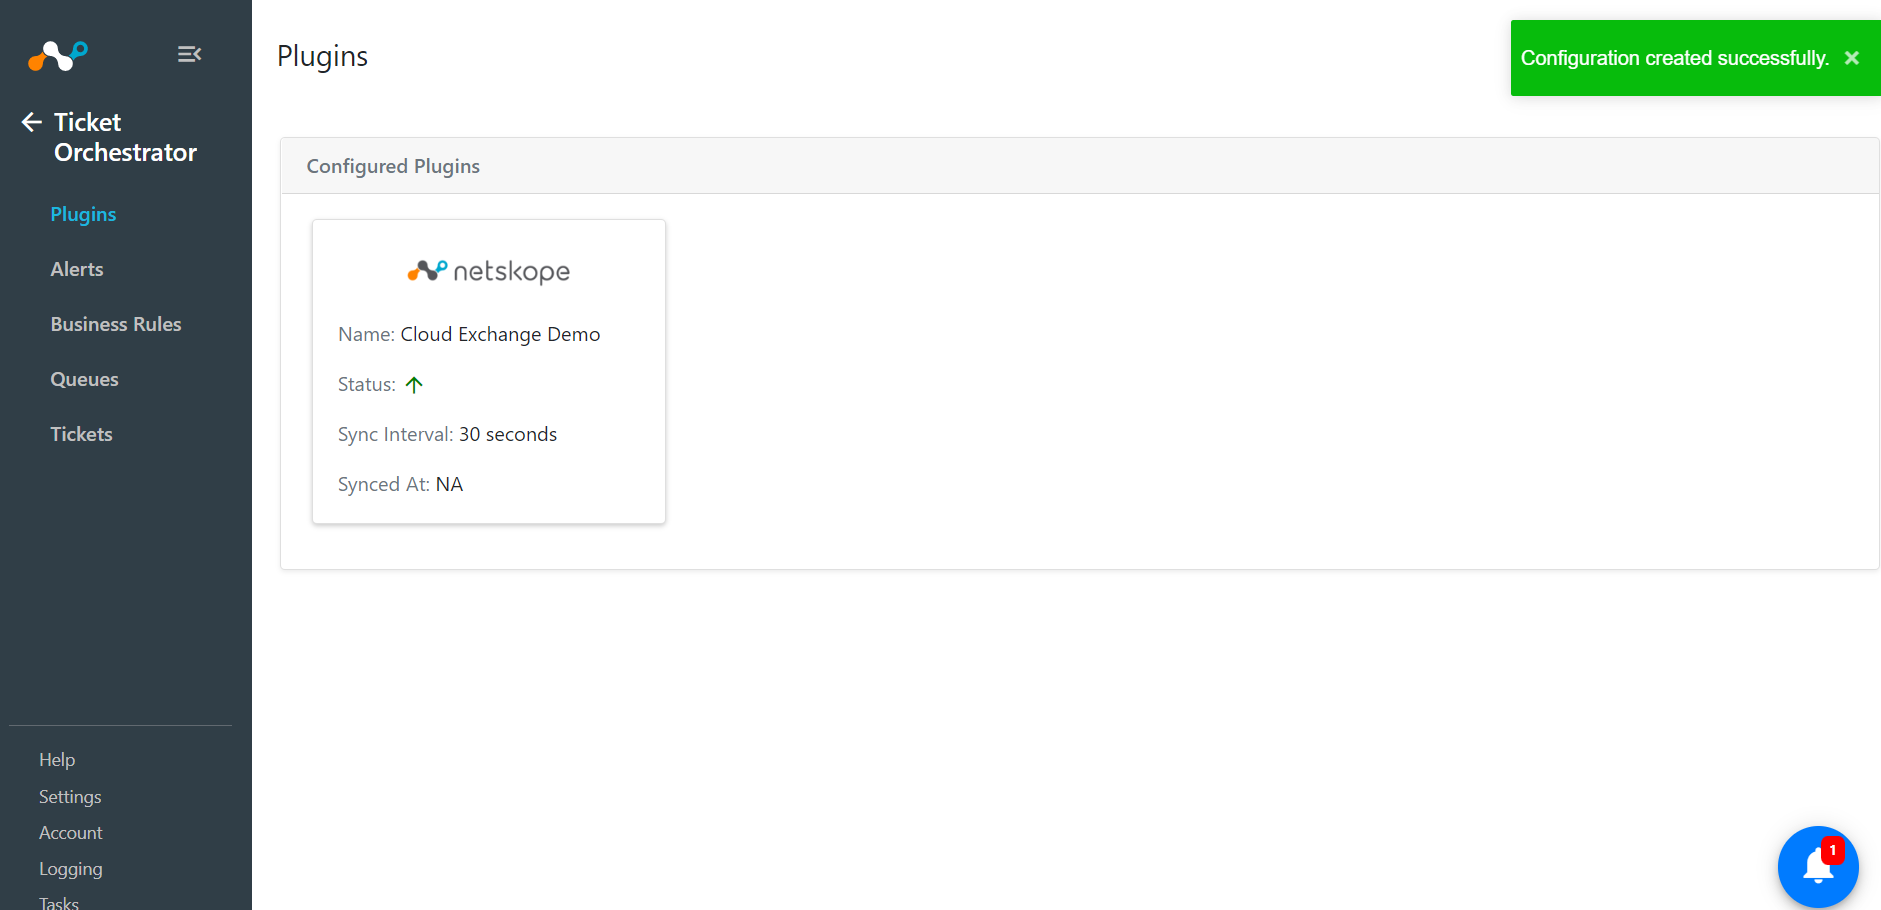 Plugins
Configuration created successfully. ×
Ticket
Orchestrator
Plugins
Alerts
Business Rules
Queues
Tickets
Help
Settings
Account
Logging
Tasks
Configured Plugins
netskope
Name: Cloud Exchange Demo
Status:
Sync Interval: 30 seconds
Synced At: NA
1